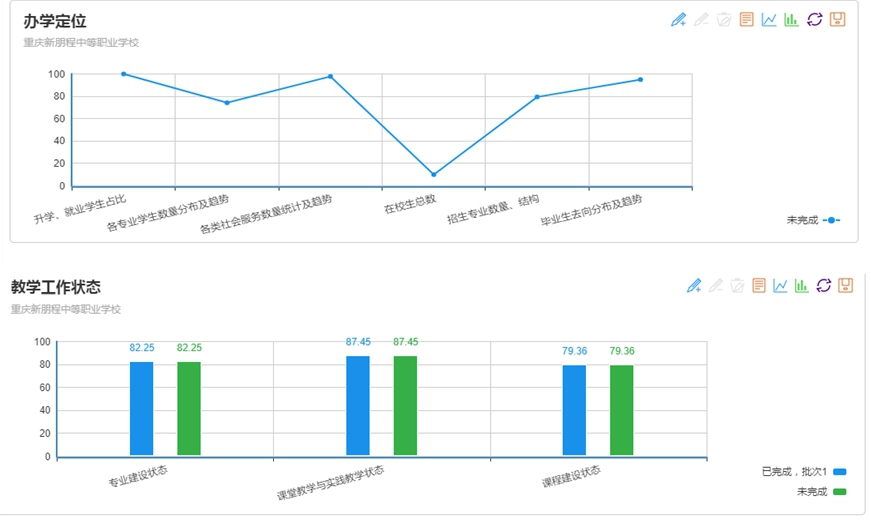 办学定位
重庆新朋程中等职业学校
100
80
60
40
20
0
升学、就业学生占比
各专业学生数量分布及趋势
各类社会服务数量统计及趋势
在校生总数
招生专业数量、结构
毕业生去向分布及趋势
未完成
教学工作状态
重庆新朋程中等职业学校
100
80
60
40
20
0
82.25 82.25 87.45 87.45 79.36 79.36
专业建设状态
课堂教学与实践教学状态
课程建设状态
已完成，批次1
未完成